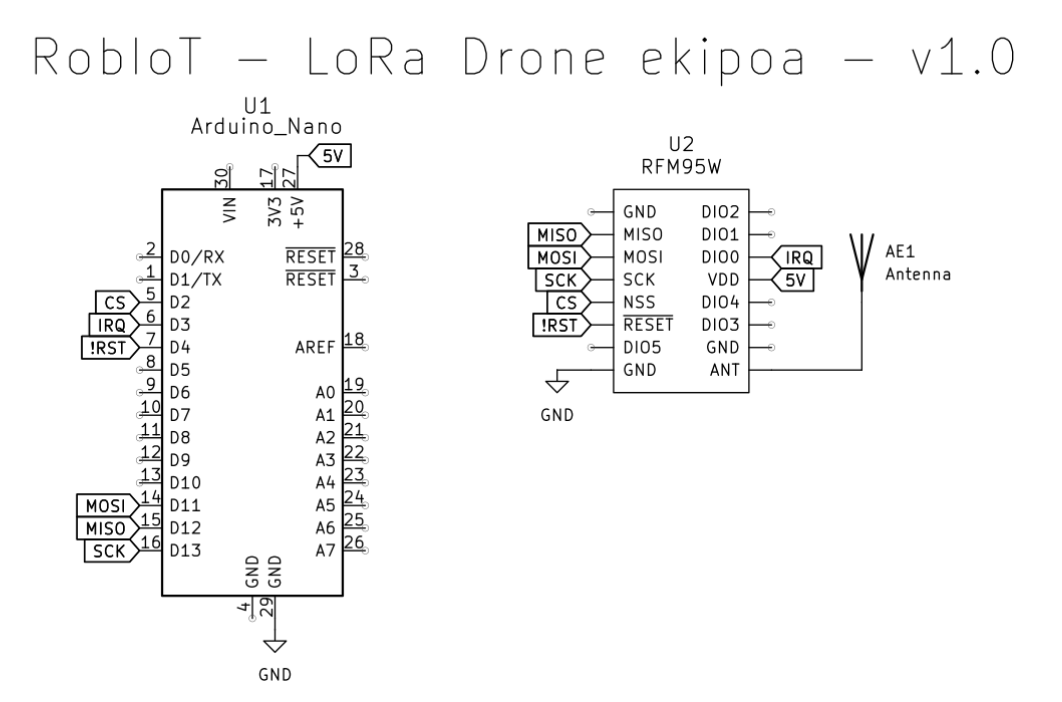 RobIoT - LoRa Drone ekipoa - v1.0
U1
Arduino_Nano
5V
30
17
27
VIN
3V3
+5V
2 D0/RX
RESET 28
1 D1/TX
RESET 3
CS 5 D2
IRQ 6 D3
!RST 7 D4
AREF 18
8 D5
9 D6
A0 19
10 D7
A1 20
11 D8
A2 21
12 D9
A3 22
13 D10
A4 23
MOSI 14 D11
A5 24
MISO 15 D12
A6 25
SCK 16 D13
A7 26
GND
GND
4
29
GND
U2
RFM95W
GND DIO2
MISO MISO DIO1
MOSI MOSI DIO0 IRQ
SCK SCK VDD 5V
CS NSS DIO4
!RST RESET DIO3
DIO5 GND
GND ANT
GND
AE1
Antenna